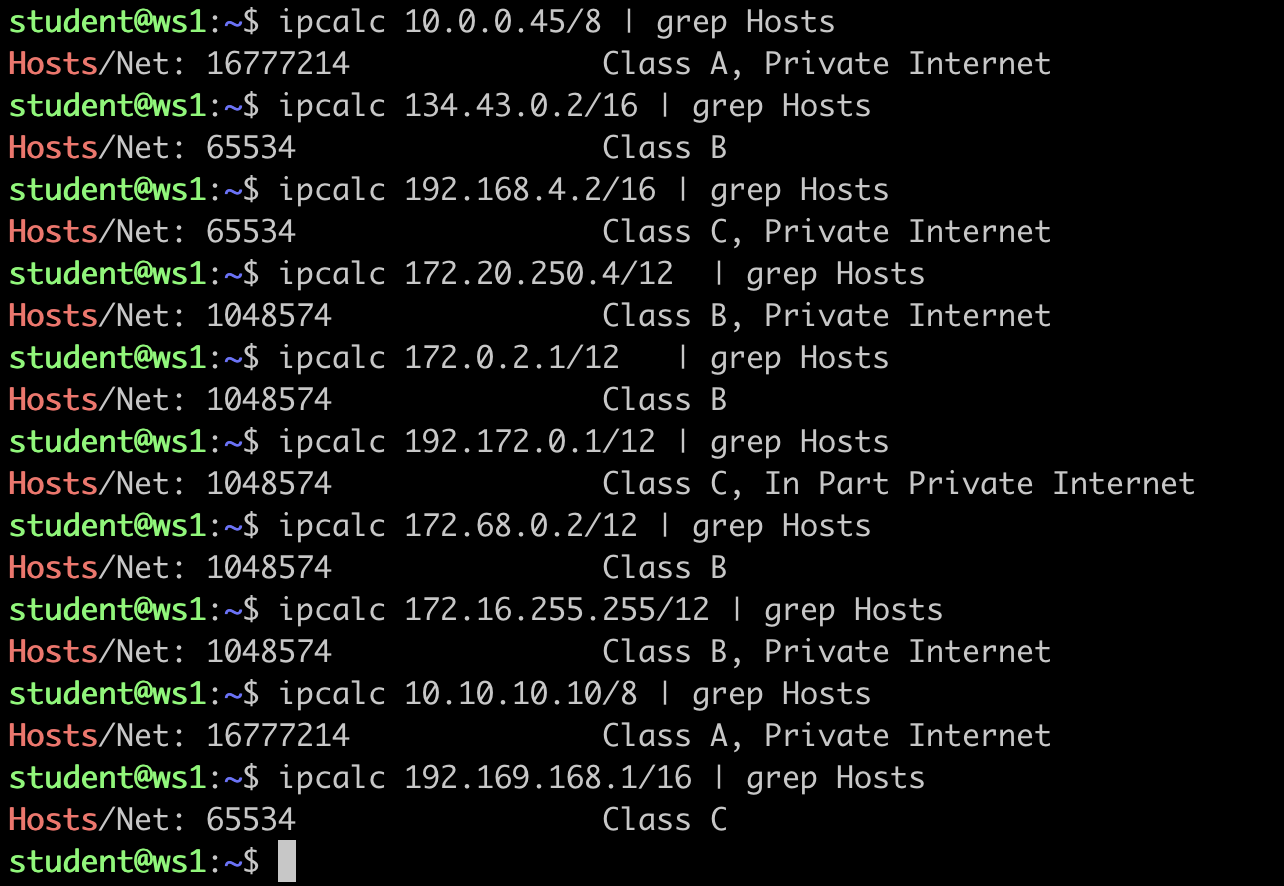 student@ws1:~$ ipcalc 10.0.0.45/8 | grep Hosts
Hosts/Net: 16777214              Class A, Private Internet
student@ws1:~$ ipcalc 134.43.0.2/16 | grep Hosts
Hosts/Net: 65534                 Class B
student@ws1:~$ ipcalc 192.168.4.2/16 | grep Hosts
Hosts/Net: 65534                 Class C, Private Internet
student@ws1:~$ ipcalc 172.20.250.4/12  | grep Hosts
Hosts/Net: 1048574               Class B, Private Internet
student@ws1:~$ ipcalc 172.0.2.1/12   | grep Hosts
Hosts/Net: 1048574               Class B
student@ws1:~$ ipcalc 192.172.0.1/12 | grep Hosts
Hosts/Net: 1048574               Class C, In Part Private Internet
student@ws1:~$ ipcalc 172.68.0.2/12 | grep Hosts
Hosts/Net: 1048574               Class B
student@ws1:~$ ipcalc 172.16.255.255/12 | grep Hosts
Hosts/Net: 1048574               Class B, Private Internet
student@ws1:~$ ipcalc 10.10.10.10/8 | grep Hosts
Hosts/Net: 16777214              Class A, Private Internet
student@ws1:~$ ipcalc 192.169.168.1/16 | grep Hosts
Hosts/Net: 65534                 Class C
student@ws1:~$